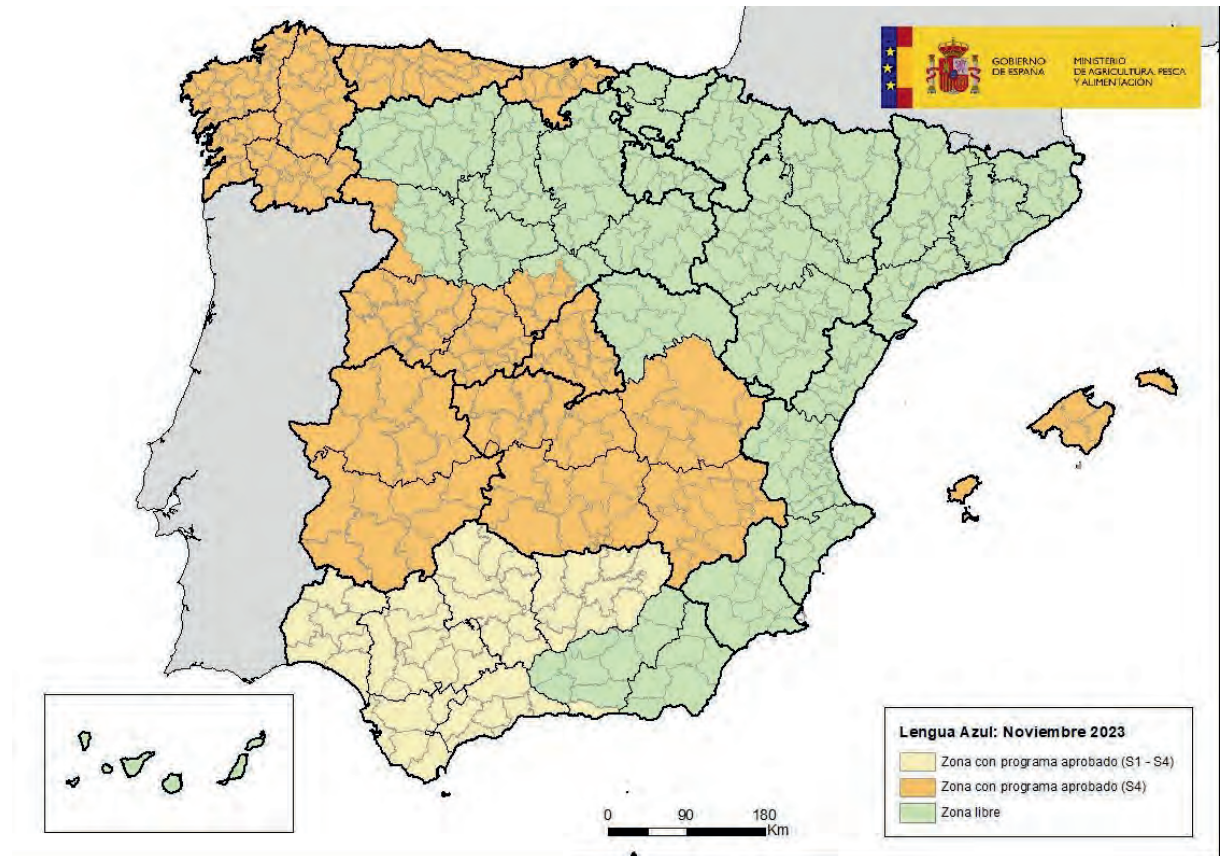 GOBIERNO
DE ESPAÑA
MINISTERIO
DE AGRICULTURA, PESCA
Y ALIMENTACIÓN
Lengua Azul: Noviembre 2023
Zona con programa aprobado (S1 - S4)
Zona con programa aprobado (S4)
Zona libre
0 90 180
Km